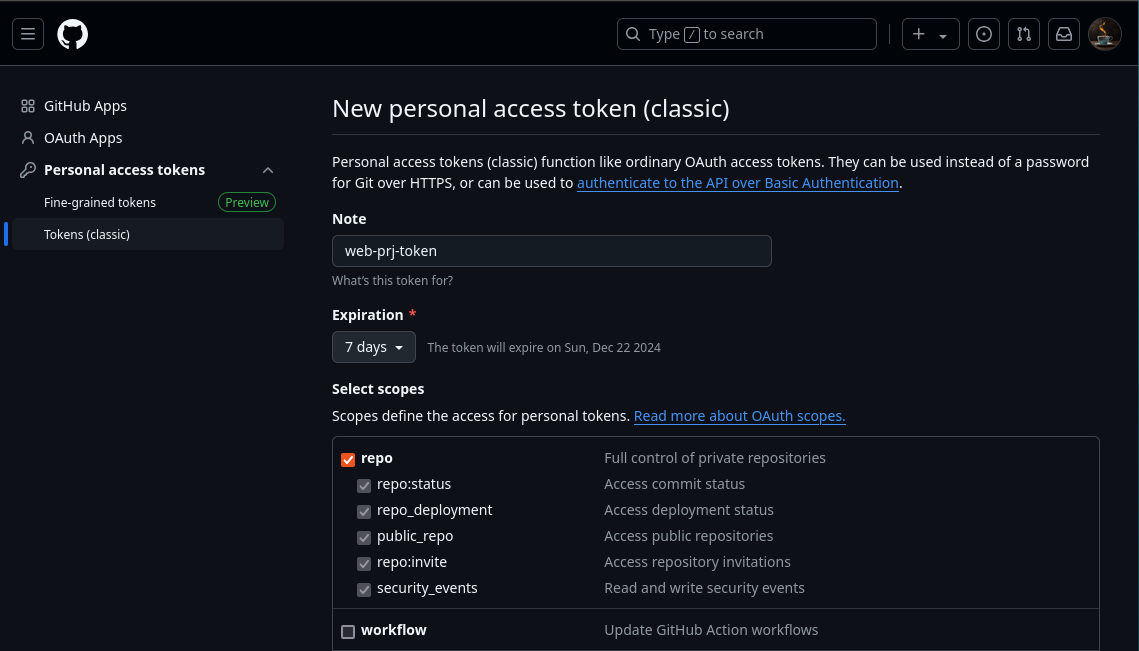 Type / to search
GitHub Apps
OAuth Apps
Personal access tokens
Fine-grained tokens Preview
Tokens (classic)
New personal access token (classic)
Personal access tokens (classic) function like ordinary OAuth access tokens. They can be used instead of a password
for Git over HTTPS, or can be used to authenticate to the API over Basic Authentication.
Note
web-prj-token
What's this token for?
Expiration *
7 days The token will expire on Sun, Dec 22 2024
Select scopes
Scopes define the access for personal tokens. Read more about OAuth scopes.
repo Full control of private repositories
repo:status Access commit status
repo_deployment Access deployment status
public_repo Access public repositories
repo:invite Access repository invitations
security_events Read and write security events
workflow Update GitHub Action workflows